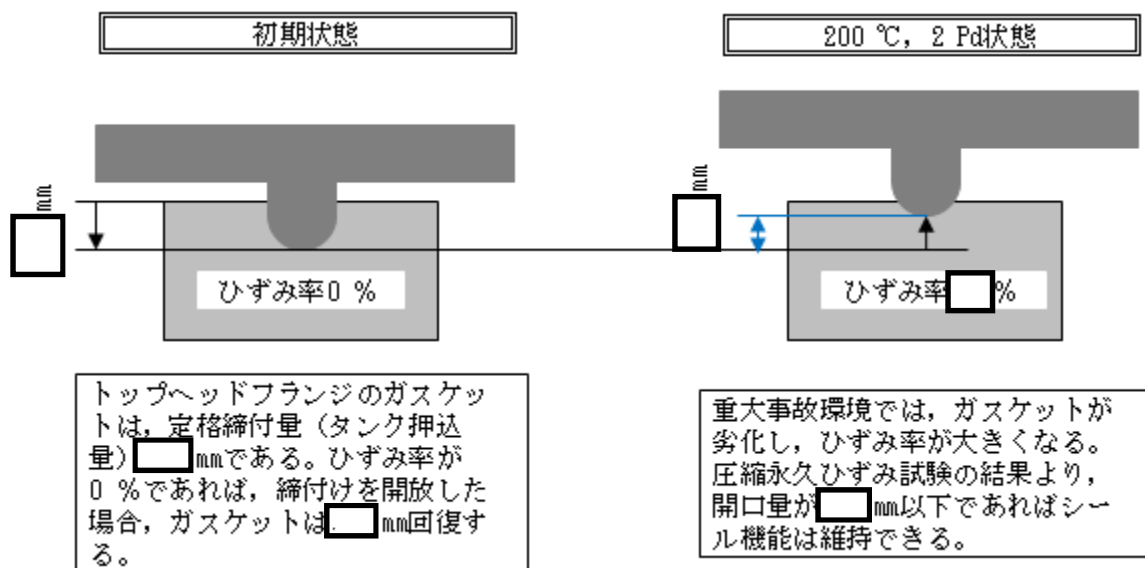 初期状態
200 ℃，2 Pd状態
mm
mm
ひずみ率0 %
ひずみ率 %
トップヘッドフランジのガスケッ
トは，定格締付量（タング押込
量） mmである。ひずみ率が
0 %であれば，締付けを開放した
場合，ガスケットは mm回復す
る。
重大事故環境では，ガスケットが
劣化し，ひずみ率が大きくなる。
圧縮永久ひずみ試験の結果より，
開口量が mm以下であればシー
ル機能は維持できる。